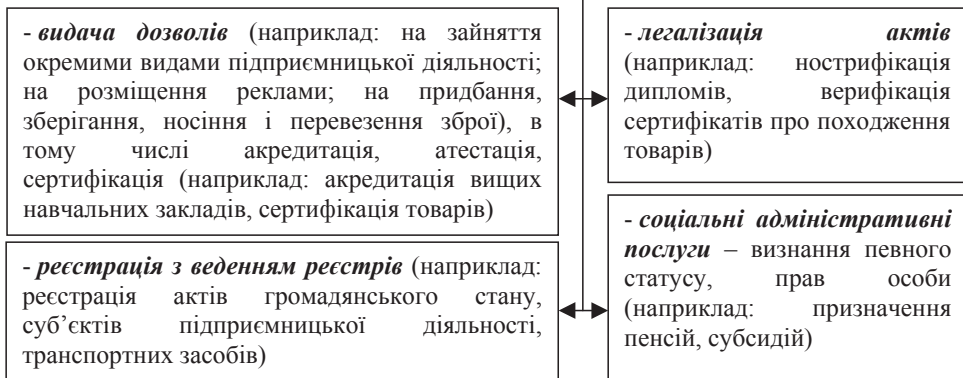 - видача дозволів (наприклад: на зайняття
окремими видами підприємницької діяльності;
на розміщення реклами; на придбання,
зберігання, носіння і перевезення зброї), в
тому числі акредитація, атестація,
сертифікація (наприклад: акредитація вищих
навчальних закладів, сертифікація товарів)
- легалізація актів
(наприклад: нострифікація
дипломів, верифікація
сертифікатів про походження
товарів)
- реєстрація з веденням реєстрів (наприклад:
реєстрація актів громадянського стану,
суб’єктів підприємницької діяльності,
транспортних засобів)
- соціальні адміністративні
послуги – визнання певного
статусу, прав особи
(наприклад: призначення
пенсій, субсидій)